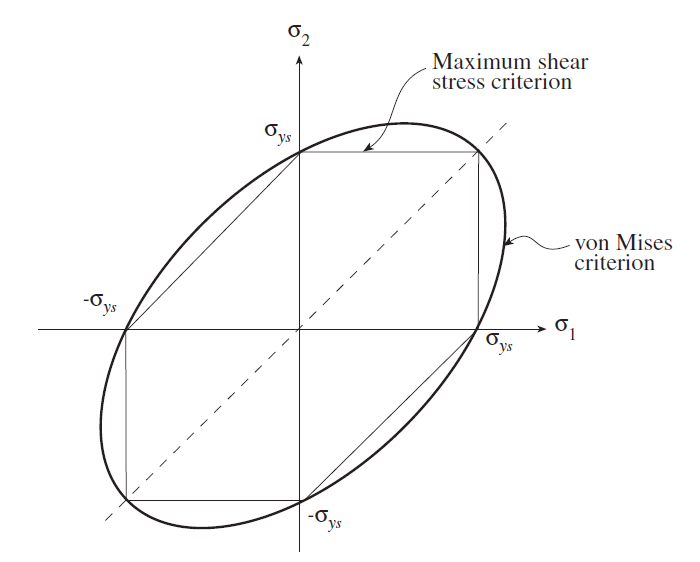 σ2
Maximum shear
stress criterion
σys
von Mises
criterion
-σys
σ1
σys
-σys